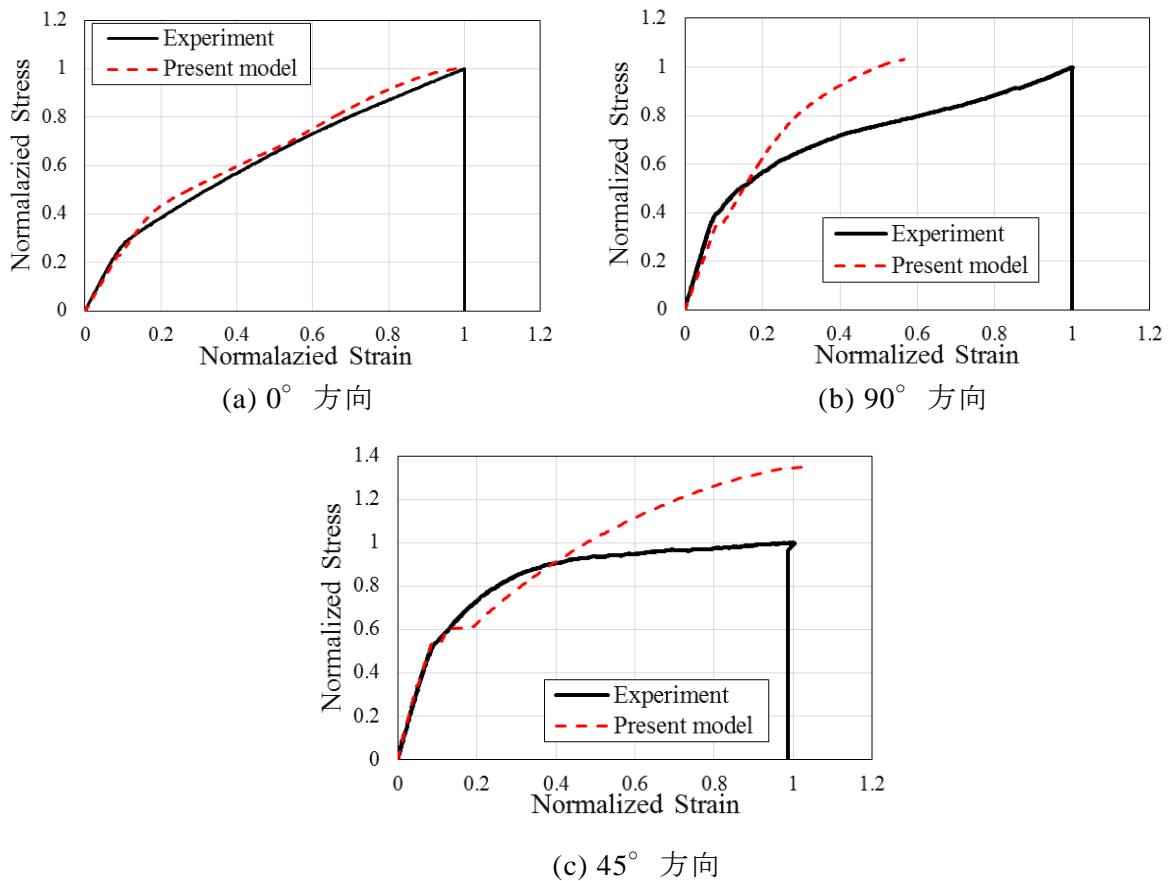 1.2
1
0.8
0.6
0.4
0.2
0
Normalazied Stress
Experiment
Present model
0 0.2 0.4 0.6 0.8 1 1.2
Normalazied Strain
(a) 0° 方向
1.2
1
0.8
0.6
0.4
0.2
0
Normalized Stress
Experiment
Present model
0 0.2 0.4 0.6 0.8 1 1.2
Normalized Strain
(b) 90° 方向
1.4
1.2
1
0.8
0.6
0.4
0.2
0
Normalized Stress
Experiment
Present model
0 0.2 0.4 0.6 0.8 1 1.2
Normalized Strain
(c) 45° 方向